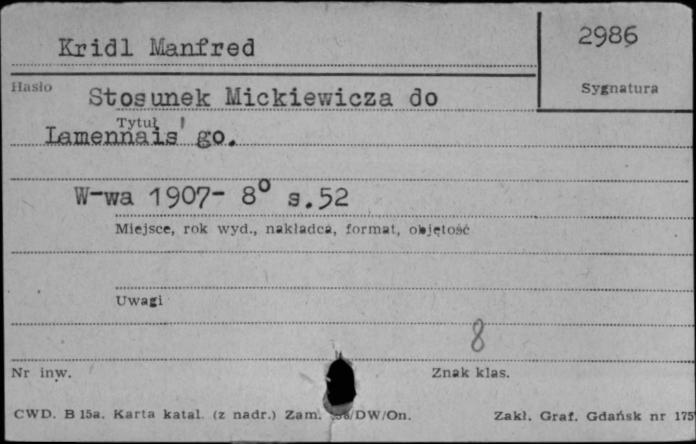 Kridl Manfred
2986
Hasło
Sygnatura
Stosunek Mickiewicza do
Tytuł
Lamennais'go.
W-wa 1907- 8° s.52
Miejsce, rok wyd., nakładca, format, objętość
Uwagi
8
Nr inw.
Znak klas.
CWD. B 15a. Karta katal. (z nadr.) Zam. /DW/On.
Zakł. Graf. Gdańsk nr 175